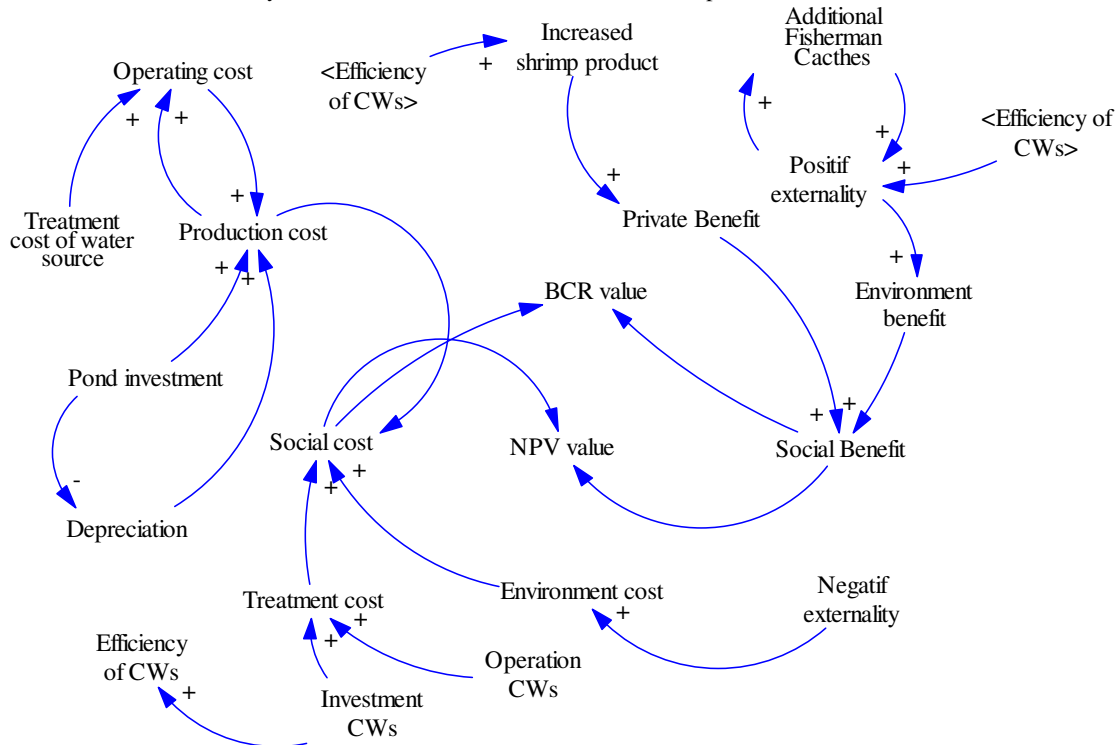 Operating cost
<Efficiency
of CWs>
Increased
shrimp product
Additional
Fisherman
Cacthes
<Efficiency of
CWs>
Positif
externality
Treatment
cost of water
source
Production cost
Private Benefit
BCR value
Environment
benefit
Pond investment
Social cost
NPV value
Social Benefit
Depreciation
Treatment cost
Environment cost
Negatif
externality
Efficiency
of CWs
Operation
CWs
Investment
CWs
+
+
+
+
+
+
+
+
+
+
+
+
+
+
-
+
+
+
+
+
+